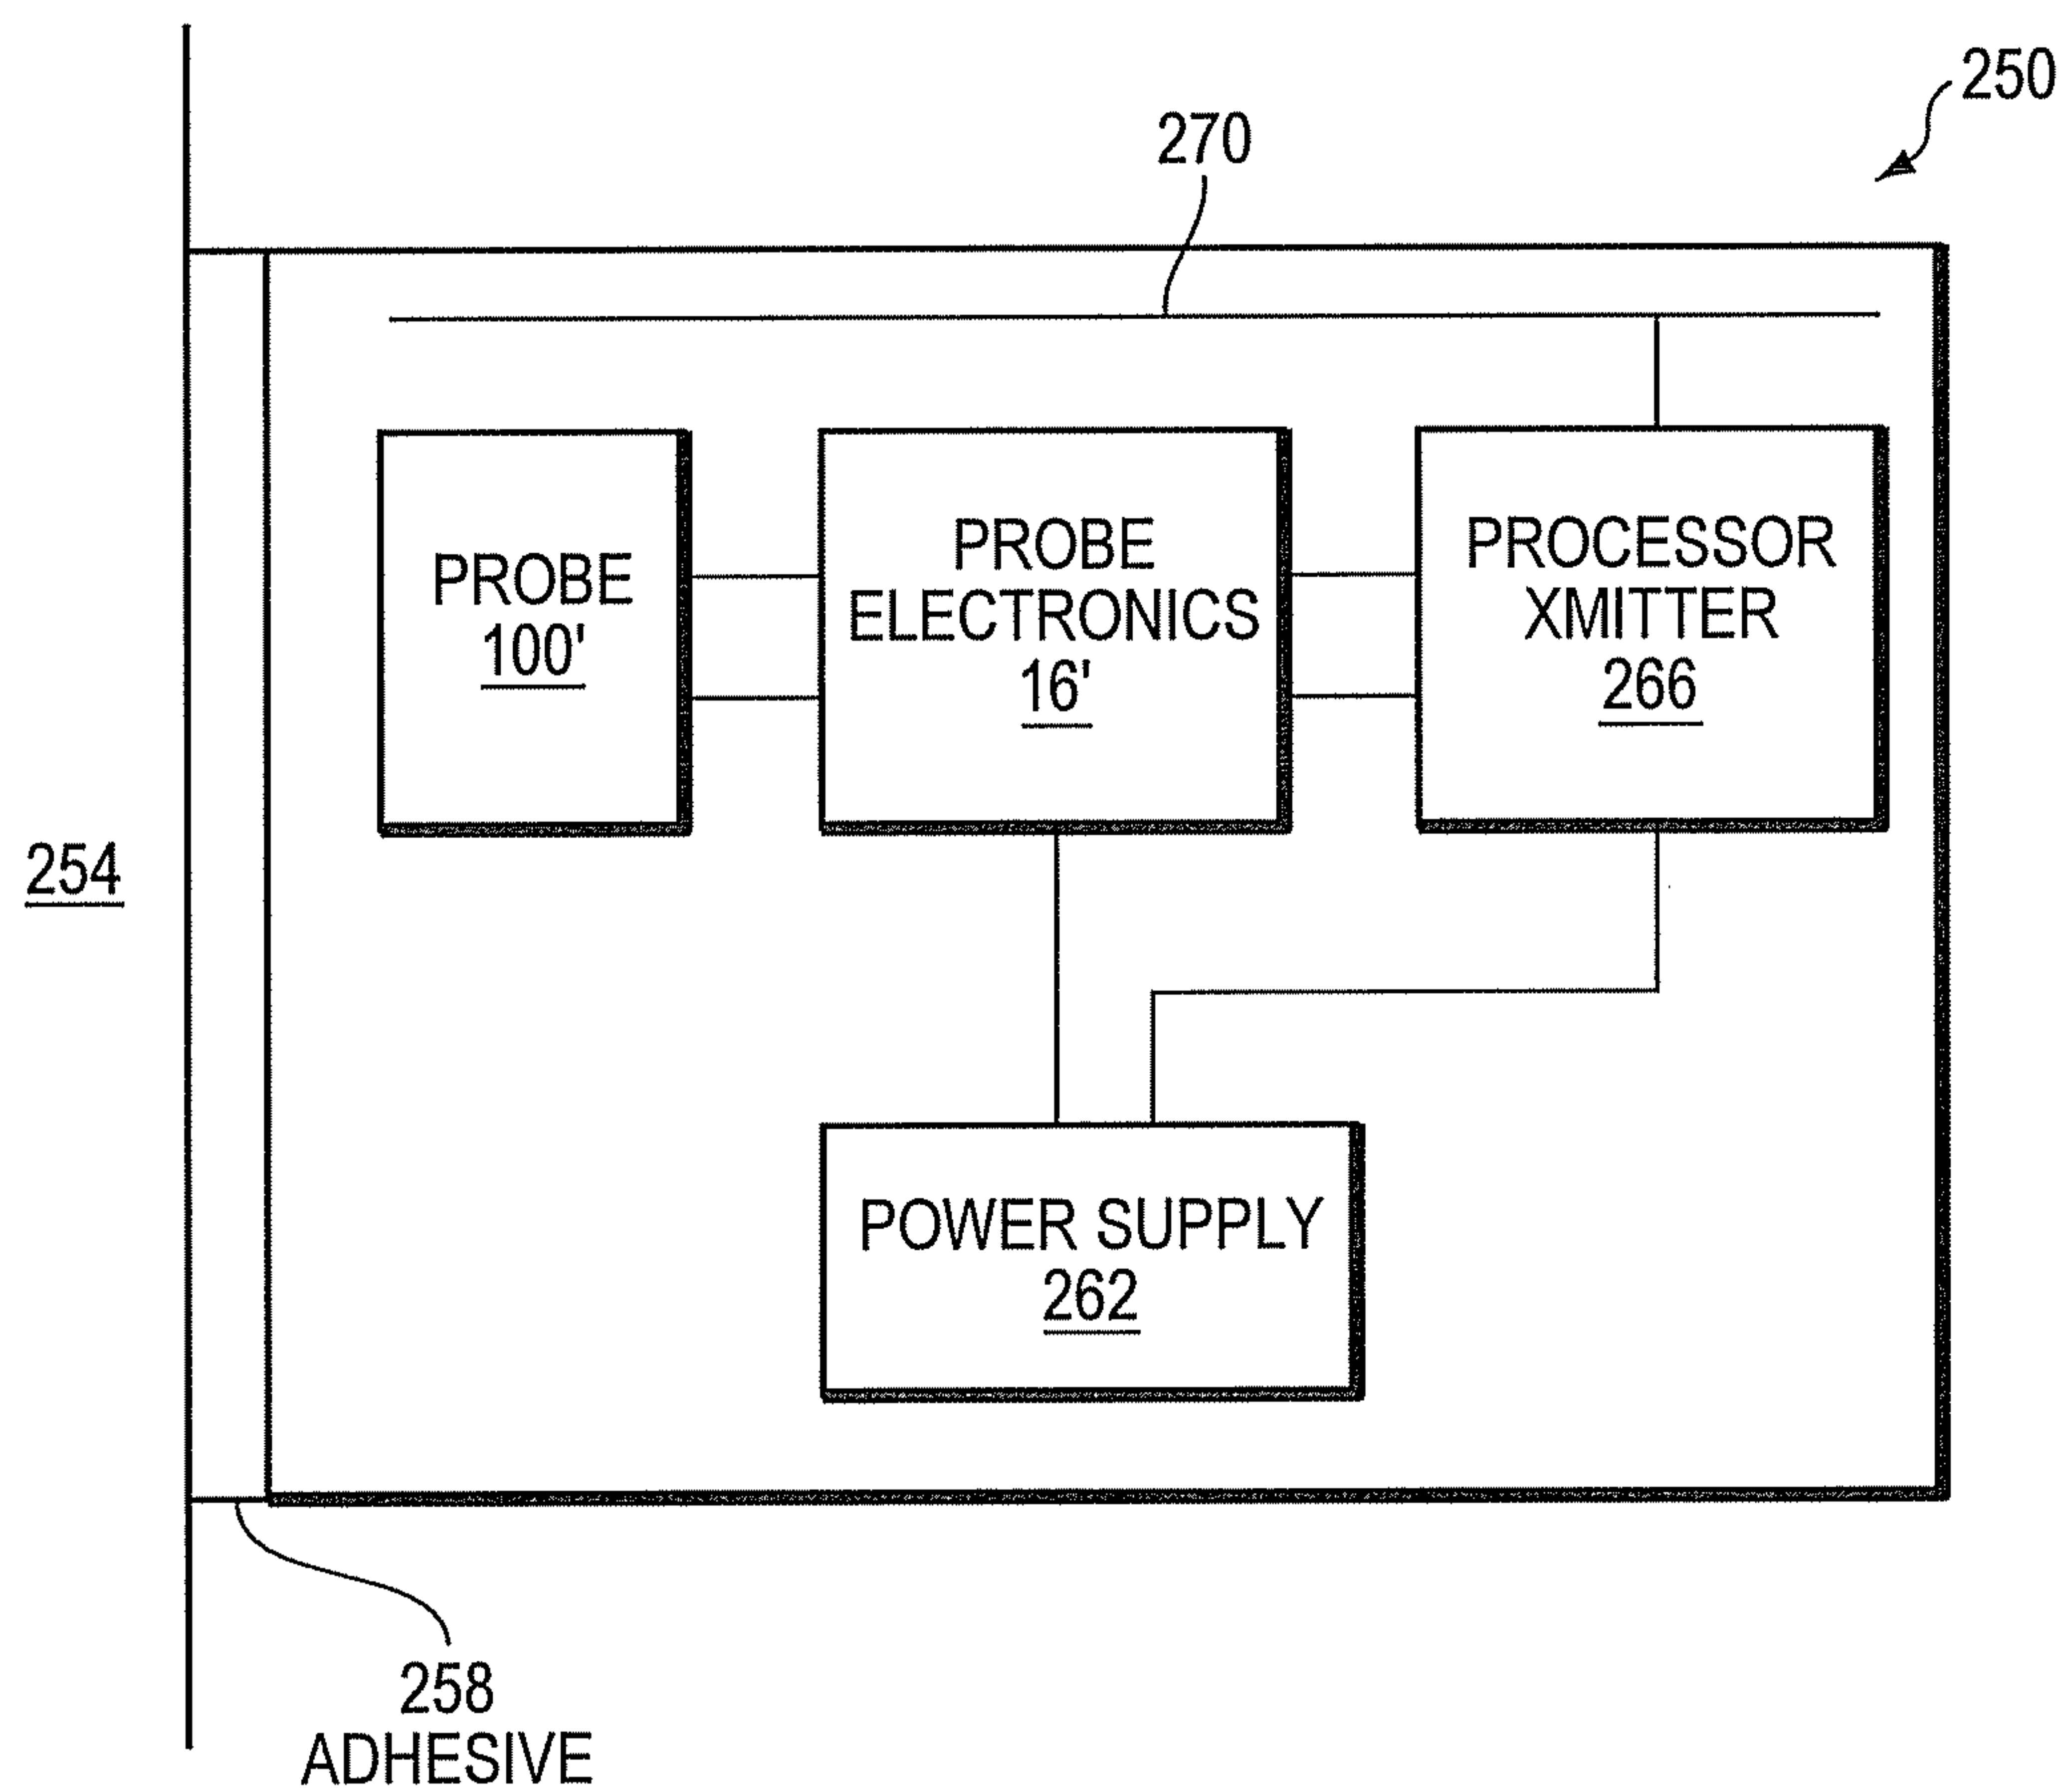 250
270
PROBE
100'
PROBE
ELECTRONICS
16'
PROCESSOR
XMITTER
266
254
POWER SUPPLY
262
258
ADHESIVE